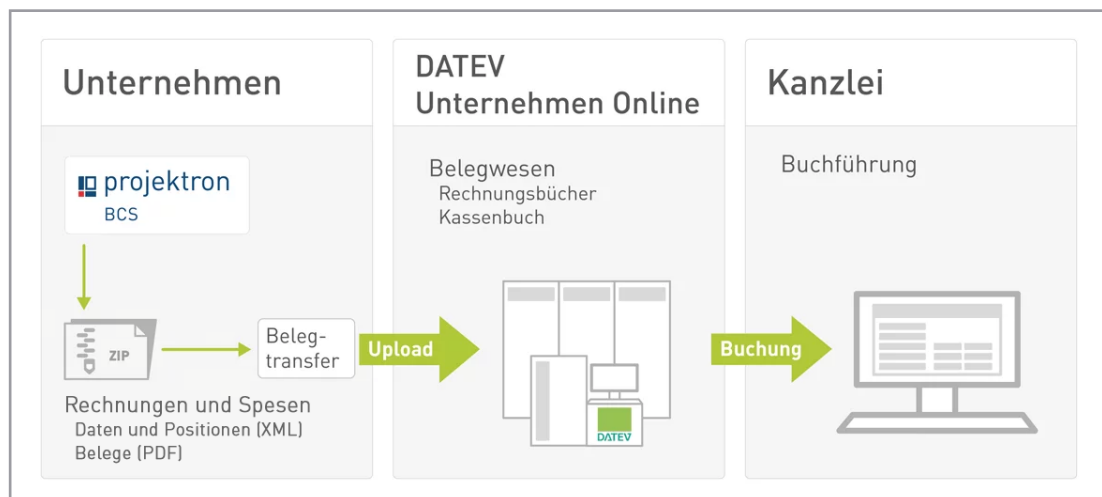 Unternehmen
projektron
BCS
ZIP
Beleg-
transfer
Rechnungen und Spesen
Daten und Positionen (XML)
Belege (PDF)
Upload
DATEV
Unternehmen Online
Belegwesen
Rechnungsbücher
Kassenbuch
DATEV
Buchung
Kanzlei
Buchführung